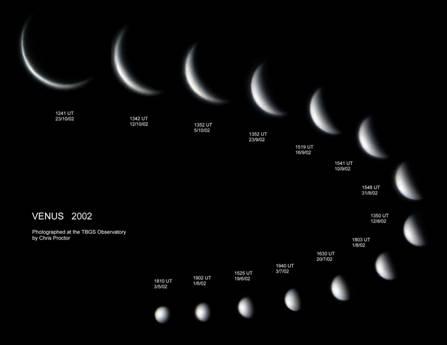 1241 UT
23/10/02
1342 UT
12/10/02
1352 UT
5/10/02
1352 UT
23/9/02
1519 UT
16/9/02
1541 UT
10/9/02
1548 UT
31/8/02
1350 UT
12/8/02
1803 UT
1/8/02
1630 UT
20/7/02
1940 UT
3/7/02
1525 UT
19/6/02
1902 UT
1/6/02
1810 UT
3/5/02
VENUS 2002
Photographed at the TBGS Observatory
by Chris Proctor